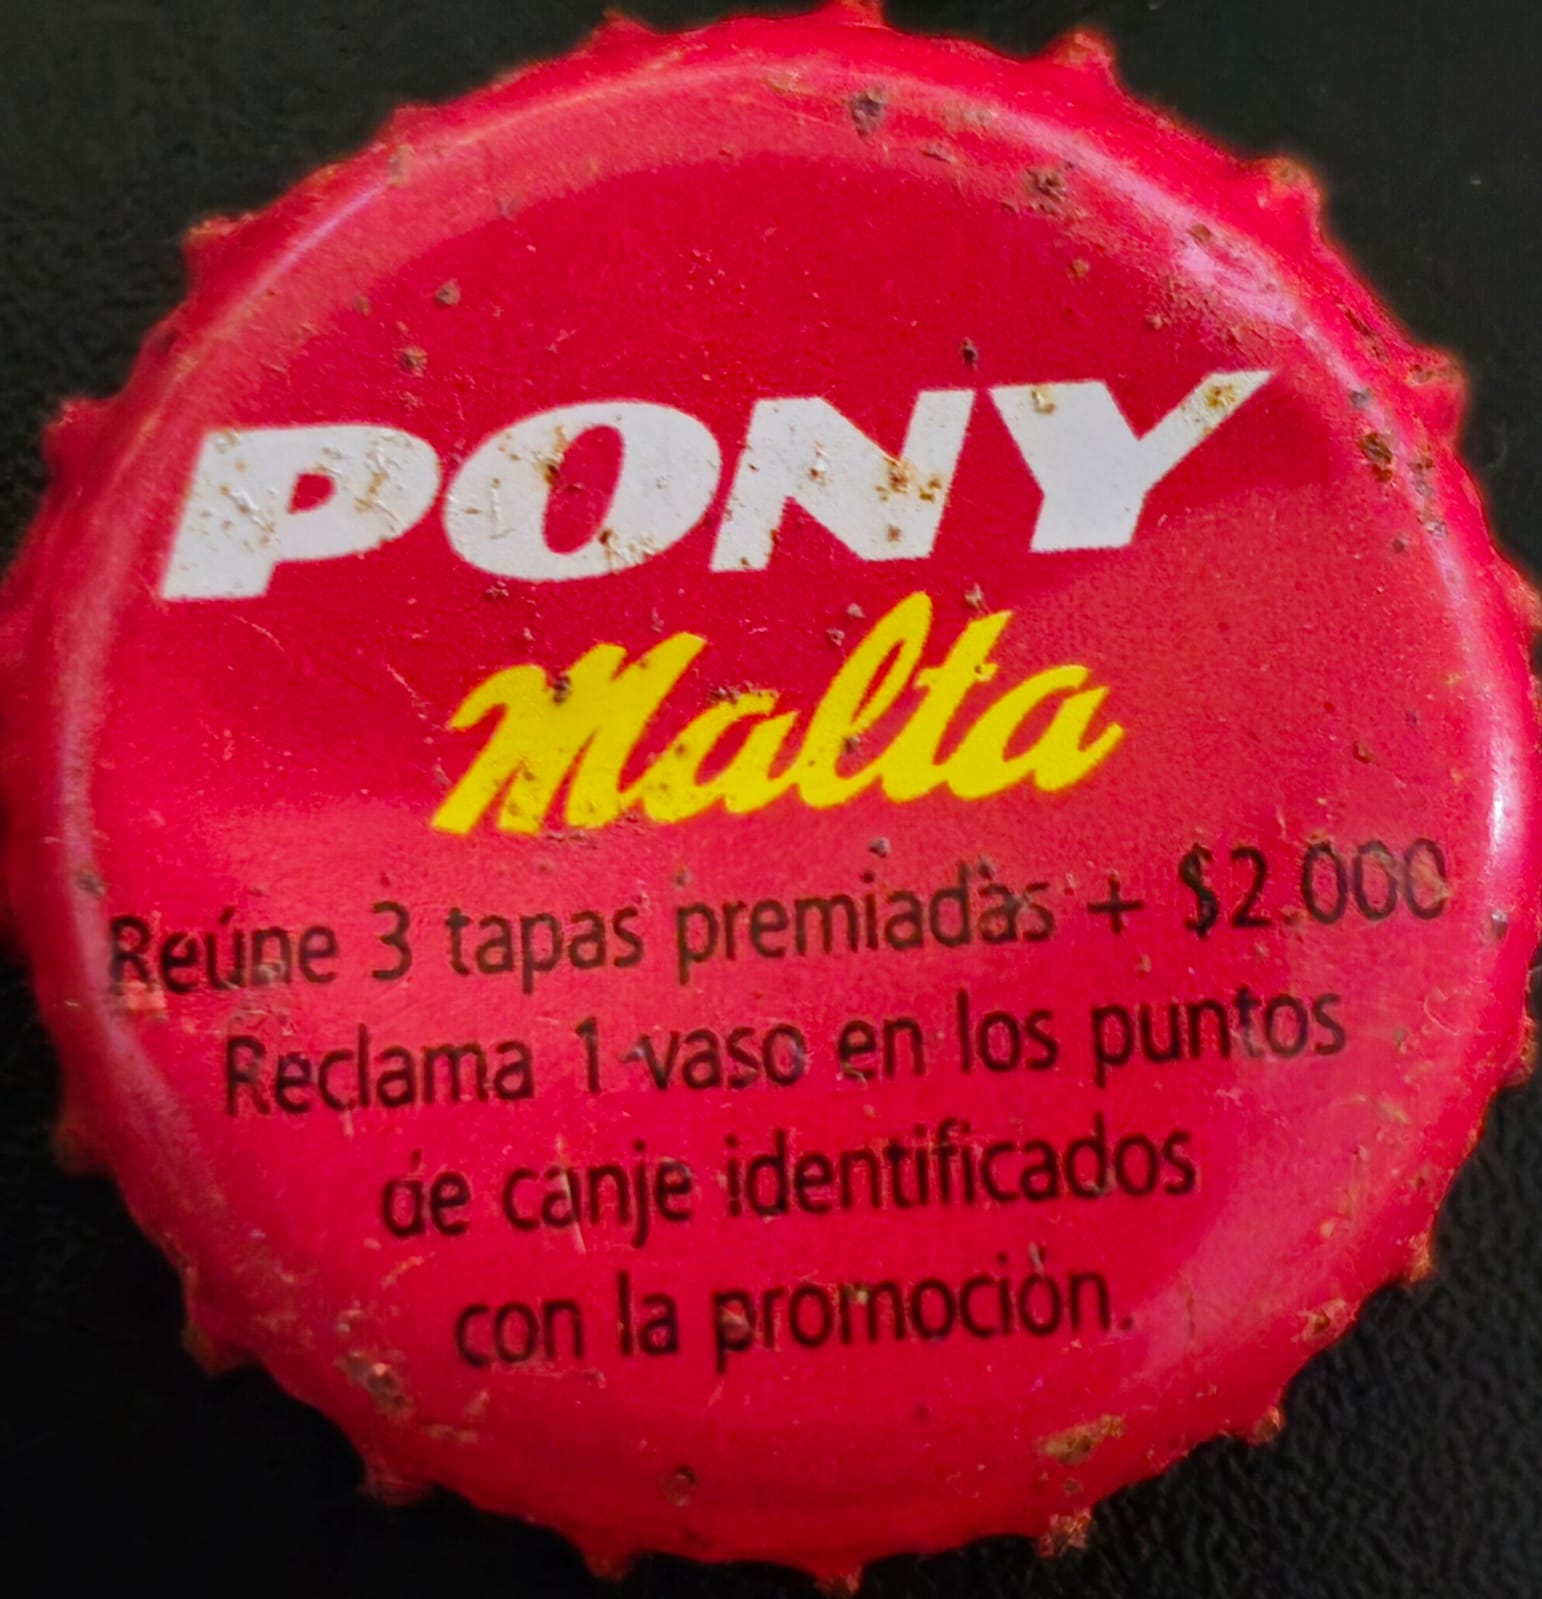 PONY
Malta
Reúne 3 tapas premiadas + $2.000
Reclama 1 vaso en los puntos
de canje identificados
con la promoción.